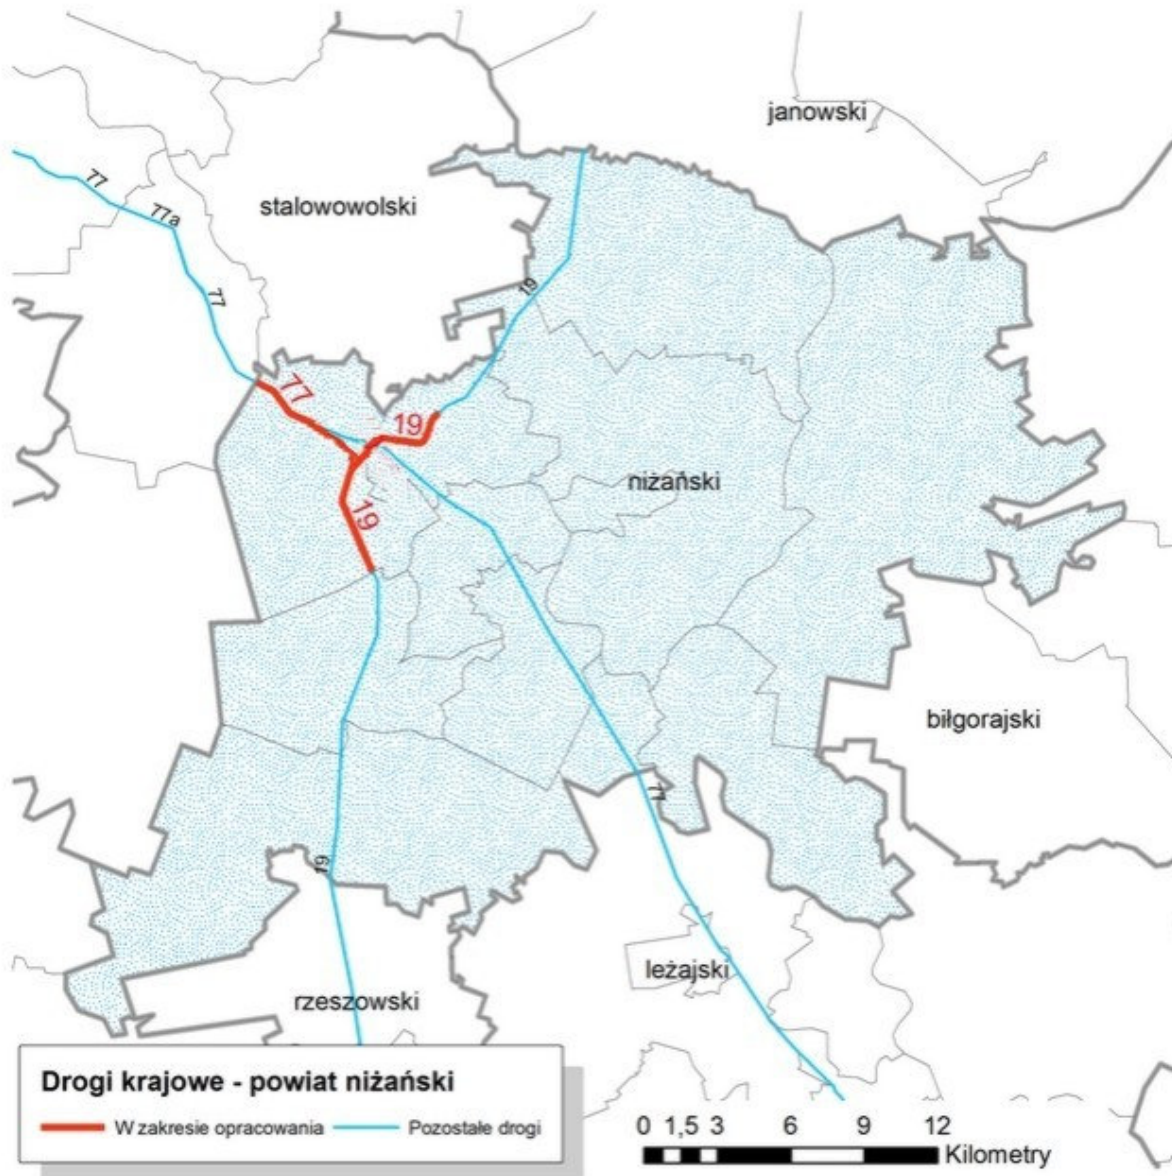 janowski
stalowowolski
77
77a
77
19
77
19
niżański
19
biłgorajski
77
19
leżajski
rzeszowski
Drogi krajowe - powiat niżański
W zakresie opracowania
Pozostałe drogi
0 1,5 3 6 9 12
Kilometry